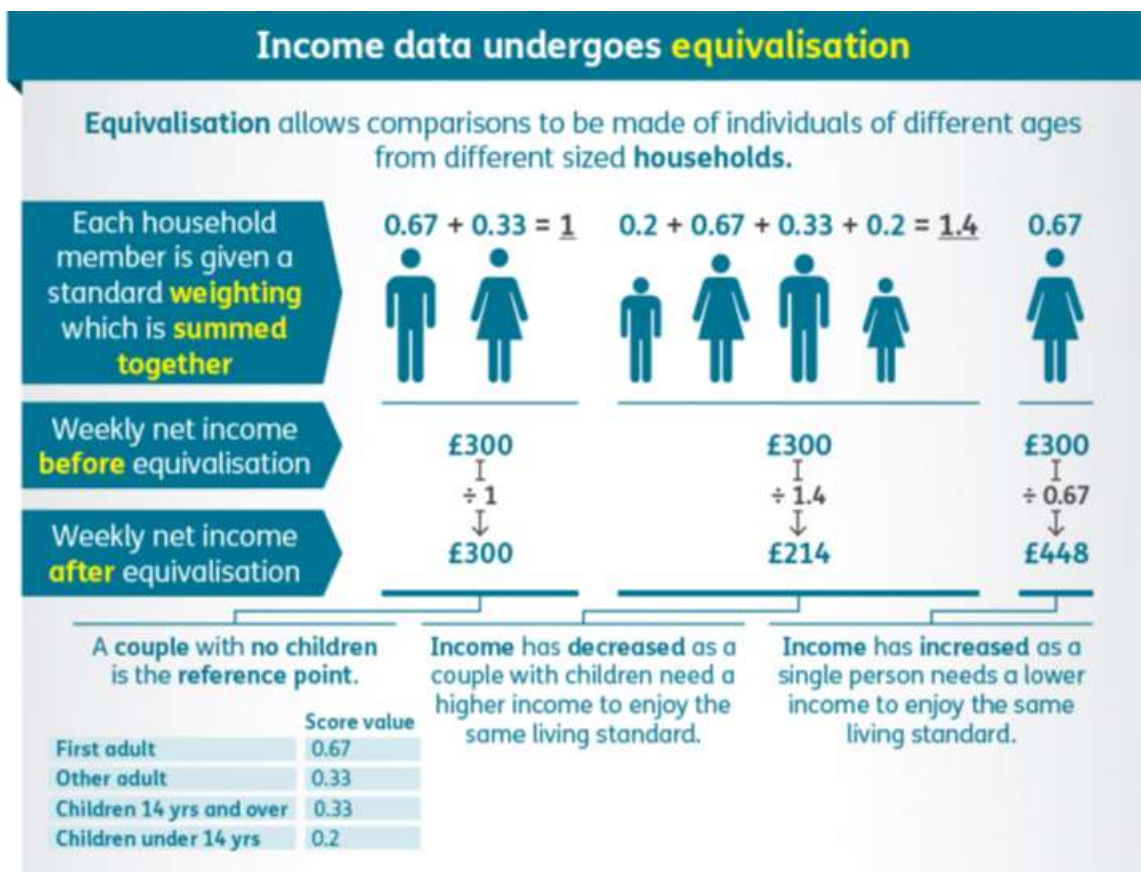 Income data undergoes equivalisation
Equivalisation allows comparisons to be made of individuals of different ages
from different sized households.
Each household
member is given a
standard weighting
which is summed
together
0.67 + 0.33 = 1
0.2 + 0.67 + 0.33 + 0.2 = 1.4
0.67
Weekly net income
before equivalisation
£300
£300
£300
÷ 1
÷ 1.4
÷ 0.67
Weekly net income
after equivalisation
£300
£214
£448
A couple with no children
is the reference point.
Income has decreased as a
couple with children need a
higher income to enjoy the
same living standard.
Income has increased as a
single person needs a lower
income to enjoy the same
living standard.
Score value
First adult 0.67
Other adult 0.33
Children 14 yrs and over 0.33
Children under 14 yrs 0.2